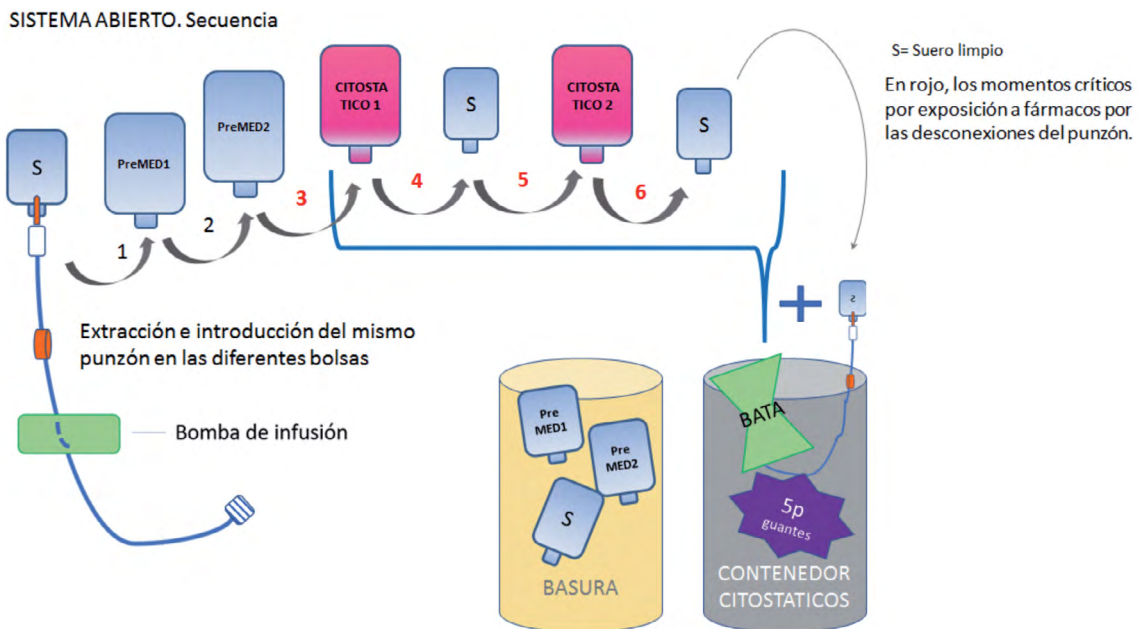 SISTEMA ABIERTO. Secuencia
S= Suero limpio
En rojo, los momentos críticos
por exposición a fármacos por
las desconexiones del punzón.
S
PreMED1
PreMED2
CITOSTA
TICO 1
S
CITOSTA
TICO 2
S
1
2
3
4
5
6
Extracción e introducción del mismo
punzón en las diferentes bolsas
Bomba de infusión
+
S
Pre
MED1
Pre
MED2
S
BASURA
BATA
5p
guantes
CONTENEDOR
CITOSTATICOS